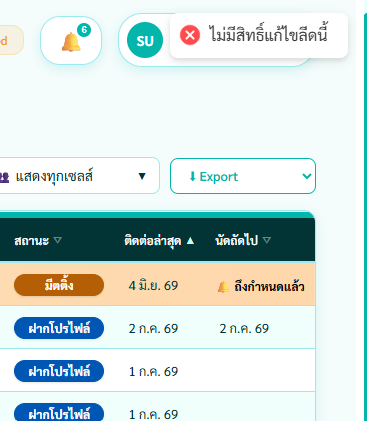 ed
6
SU
ไม่มีสิทธิ์แก้ไขลีดนี้
แสดงทุกเซลส์ ▼
⬇ Export
สถานะ ▽ ติดต่อล่าสุด ▲ นัดถัดไป ▽
มีตติ้ง 4 มิ.ย. 69 🔔 ถึงกำหนดแล้ว
ฝากโปรไฟล์ 2 ก.ค. 69 2 ก.ค. 69
ฝากโปรไฟล์ 1 ก.ค. 69
ฝากโปรไฟล์ 1 ก.ค. 69